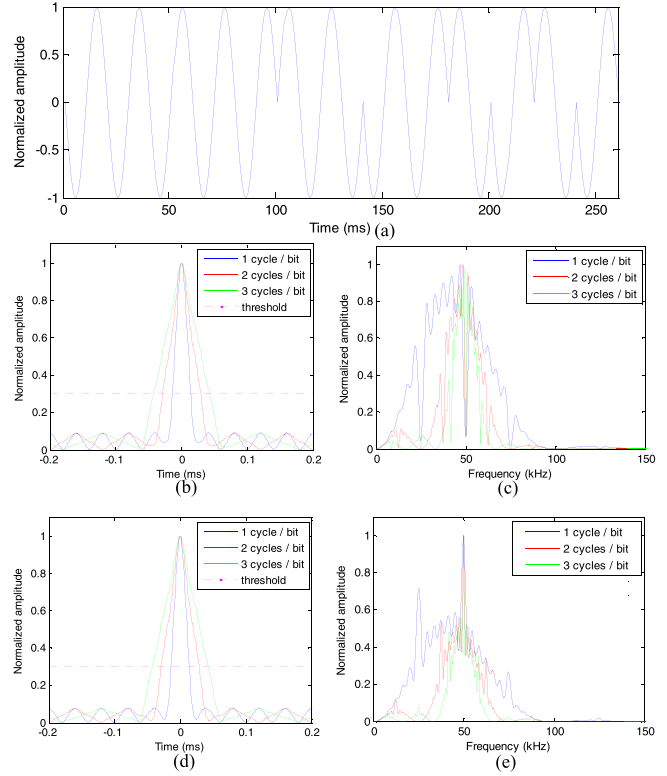 Normalized amplitude
1
0.5
0
-0.5
-1
0 50 100 150 200 250
Time (ms) (a)
1 cycle / bit
2 cycles / bit
3 cycles / bit
threshold
Normalized amplitude
1
0.8
0.6
0.4
0.2
0
-0.2 -0.1 0 0.1 0.2
Time (ms)
(b)
1 cycle / bit
2 cycles / bit
3 cycles / bit
Normalized amplitude
1
0.8
0.6
0.4
0.2
0
0 50 100 150
Frequency (kHz)
(c)
1 cycle / bit
2 cycles / bit
3 cycles / bit
threshold
Normalized amplitude
1
0.8
0.6
0.4
0.2
0
-0.2 -0.1 0 0.1 0.2
Time (ms)
(d)
1 cycle / bit
2 cycles / bit
3 cycles / bit
Normalized amplitude
1
0.8
0.6
0.4
0.2
0
0 50 100 150
Frequency (kHz)
(e)